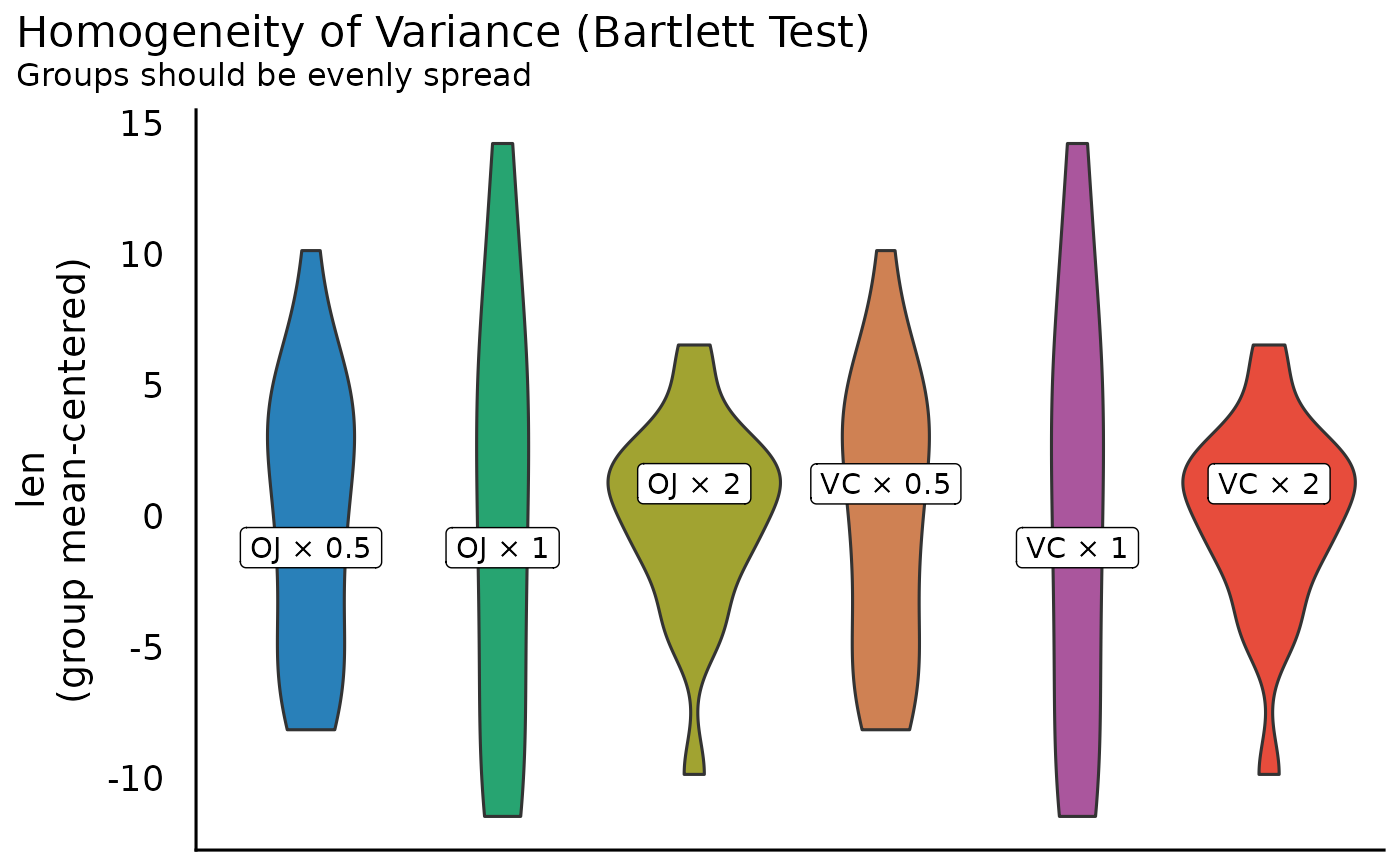 Homogeneity of Variance (Bartlett Test)
Groups should be evenly spread
len
(group mean-centered)
15
10
5
0
-5
-10
OJ × 0.5
OJ × 1
OJ × 2
VC × 0.5
VC × 1
VC × 2